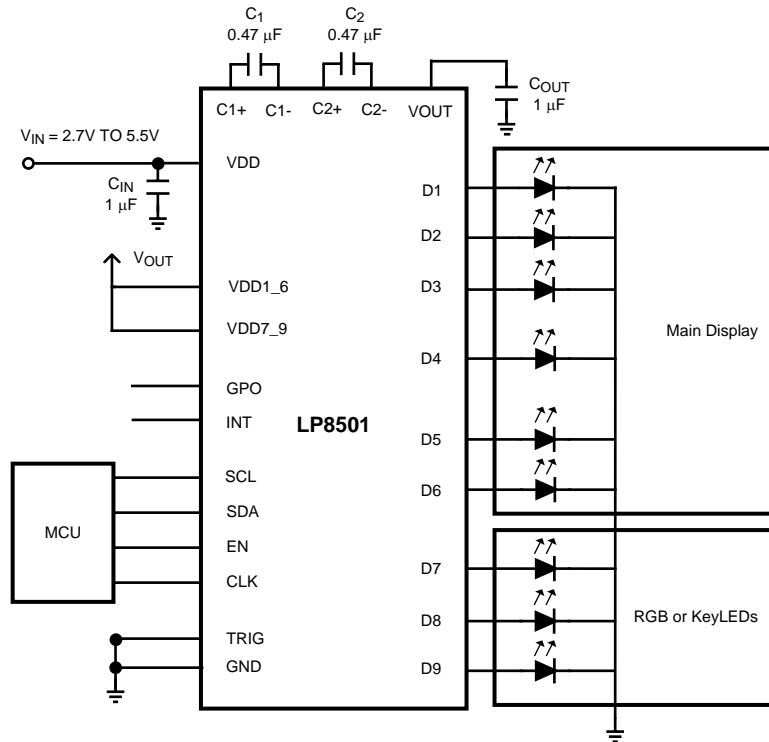 C1
0.47 µF
C2
0.47 µF
C1+ C1- C2+ C2- VOUT
COUT
1 µF
VIN = 2.7V TO 5.5V
CIN
1 µF
VDD
VOUT
VDD1_6
VDD7_9
GPO
INT
LP8501
MCU
SCL
SDA
EN
CLK
TRIG
GND
D1
D2
D3
D4
D5
D6
D7
D8
D9
Main Display
RGB or KeyLEDs